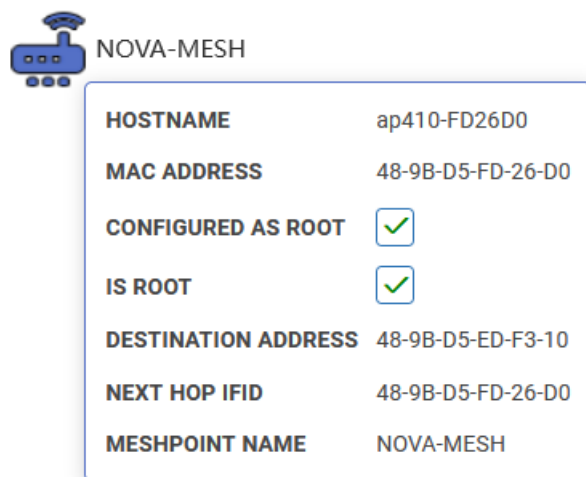 NOVA-MESH
HOSTNAME ap410-FD26D0
MAC ADDRESS 48-9B-D5-FD-26-D0
CONFIGURED AS ROOT
IS ROOT
DESTINATION ADDRESS 48-9B-D5-ED-F3-10
NEXT HOP IFID 48-9B-D5-FD-26-D0
MESHPOINT NAME NOVA-MESH